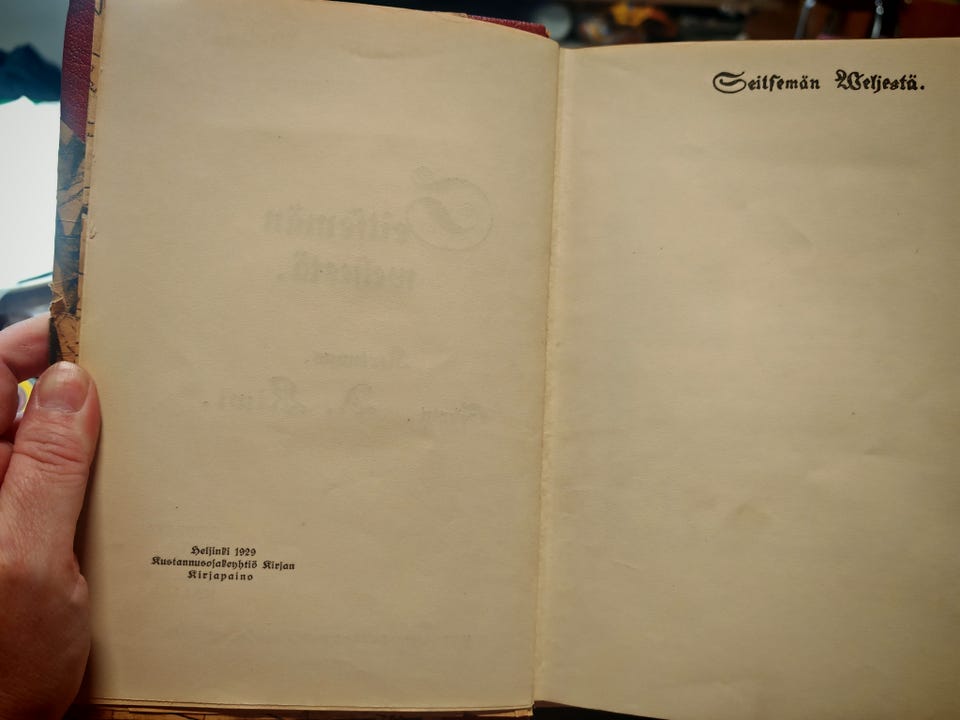 Helsinki 1929
Kustannusosakeyhtiö Kirjan
Kirjapaino
Seitsemän Weljestä.